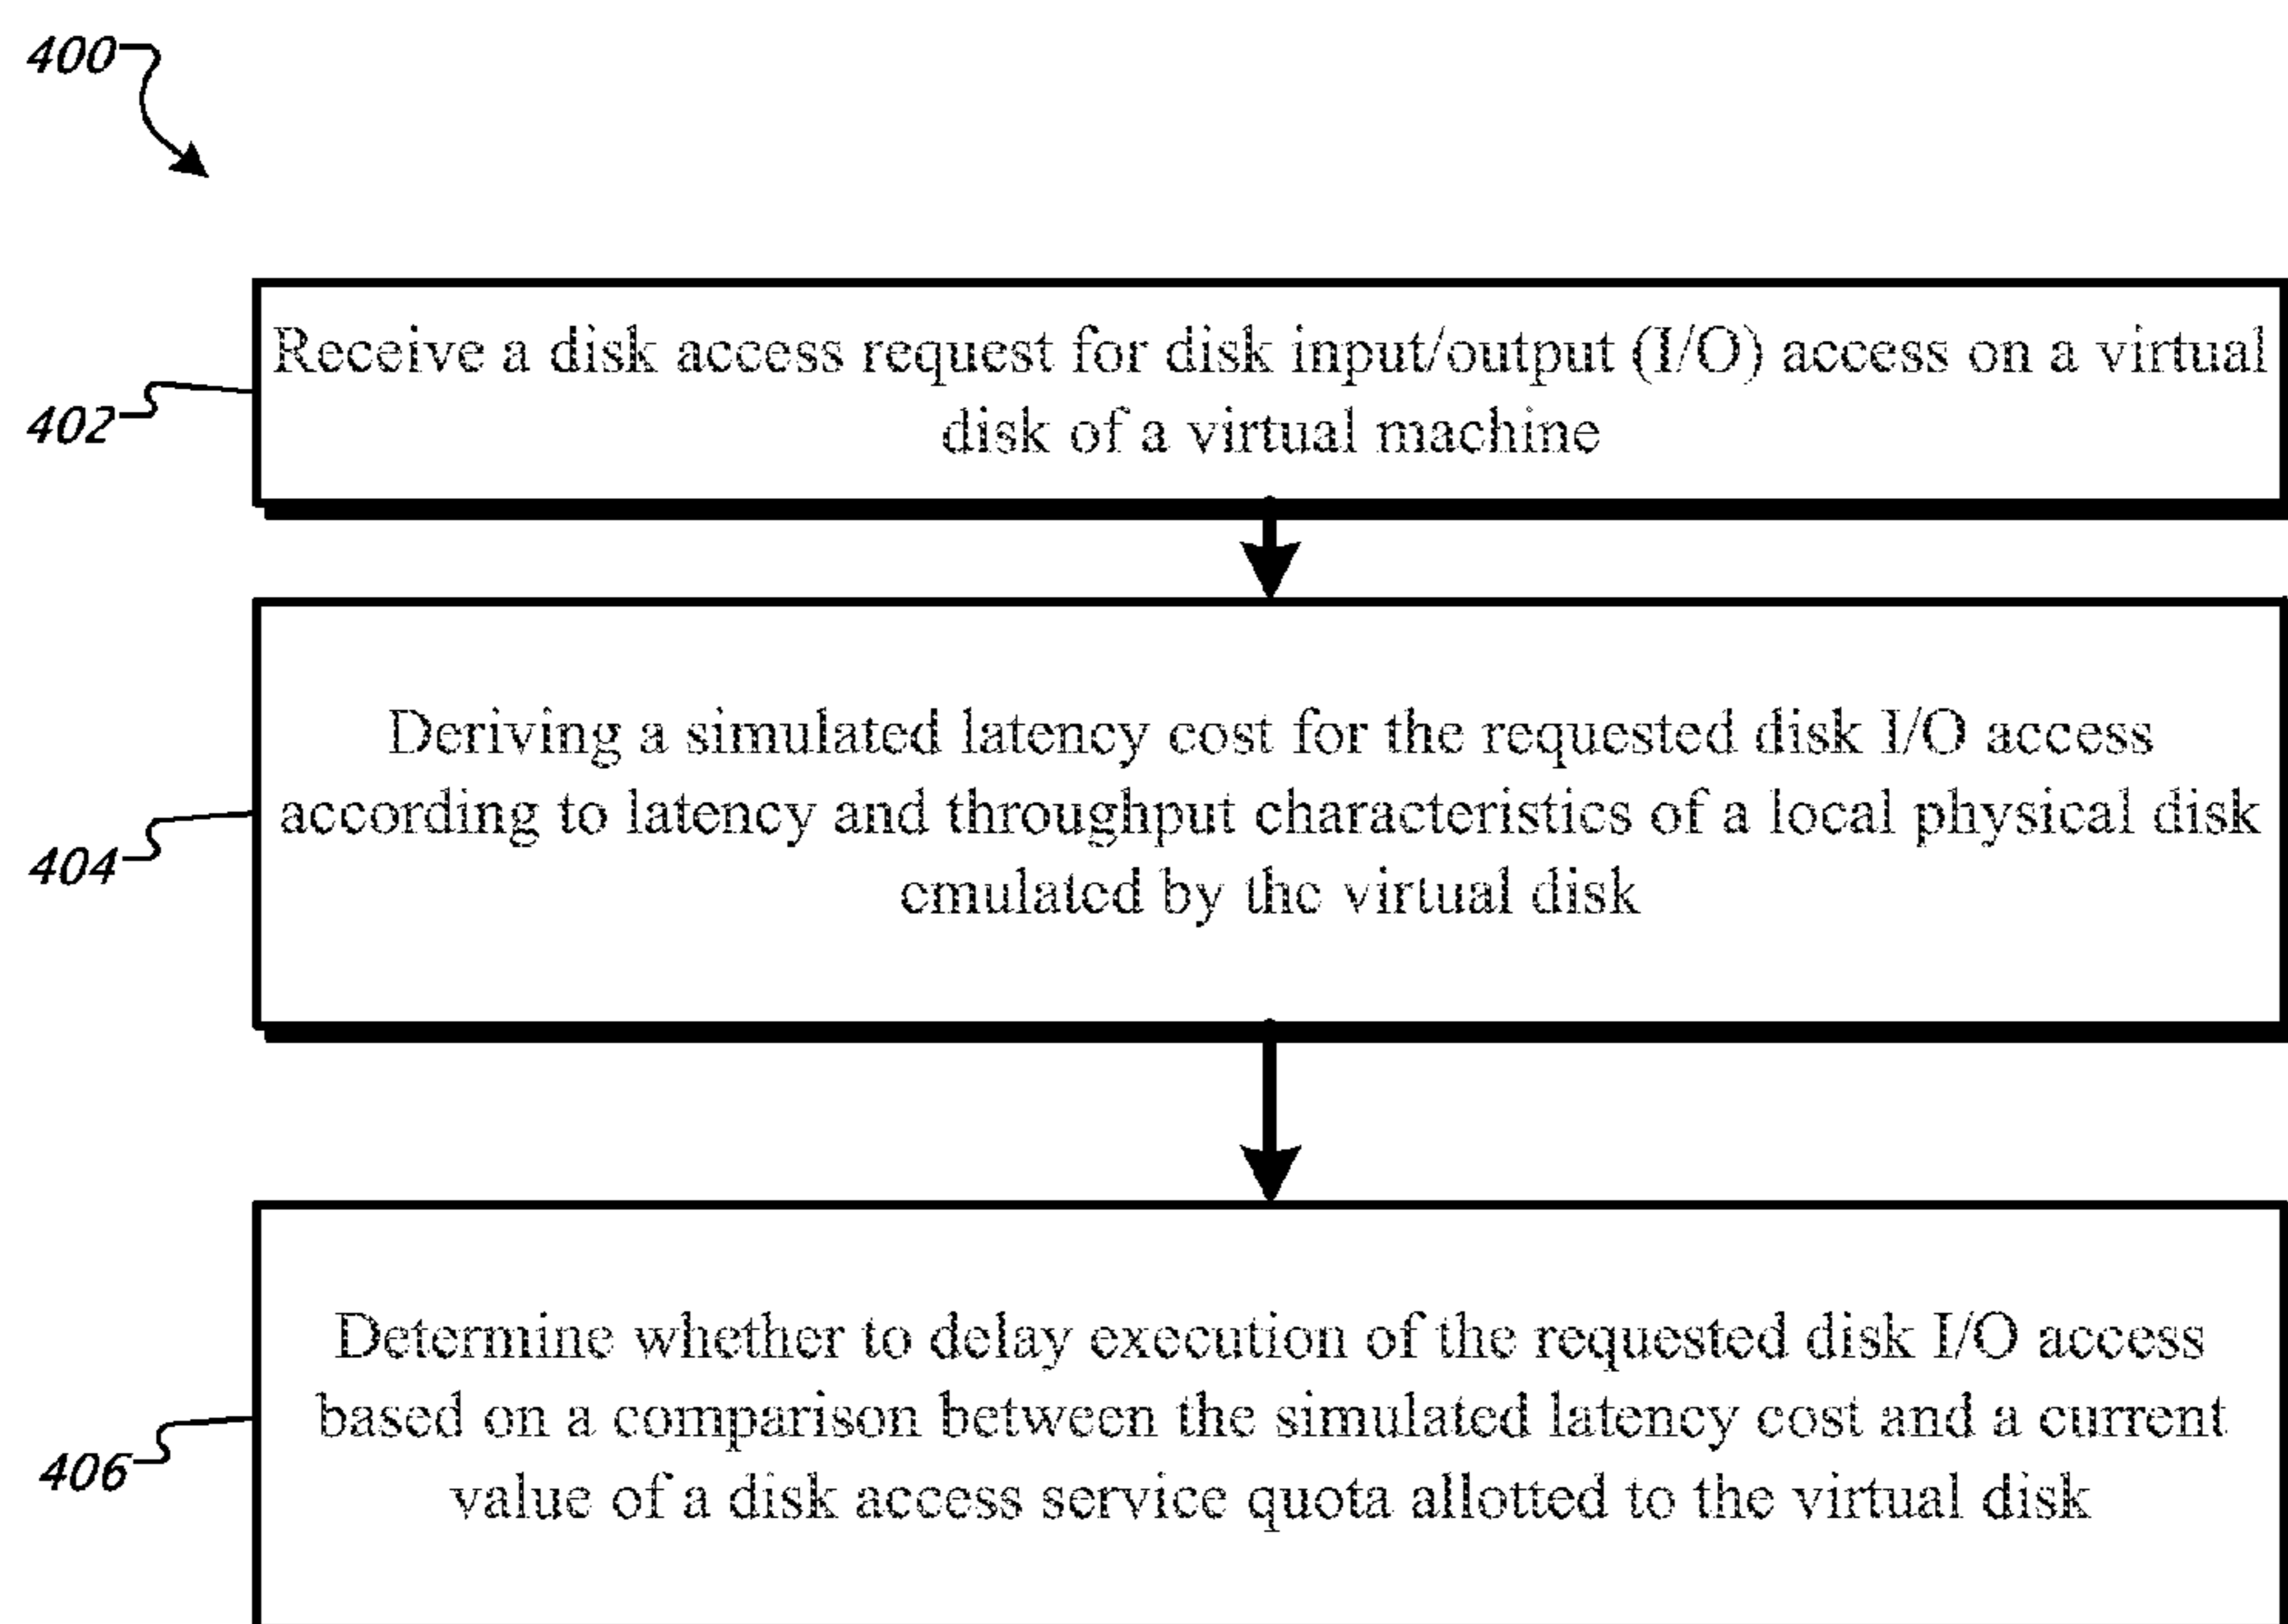 400
Receive a disk access request for disk input/output (I/O) access on a virtual
disk of a virtual machine
402
Deriving a simulated latency cost for the requested disk I/O access
according to latency and throughput characteristics of a local physical disk
emulated by the virtual disk
404
Determine whether to delay execution of the requested disk I/O access
based on a comparison between the simulated latency cost and a current
value of a disk access service quota allotted to the virtual disk
406